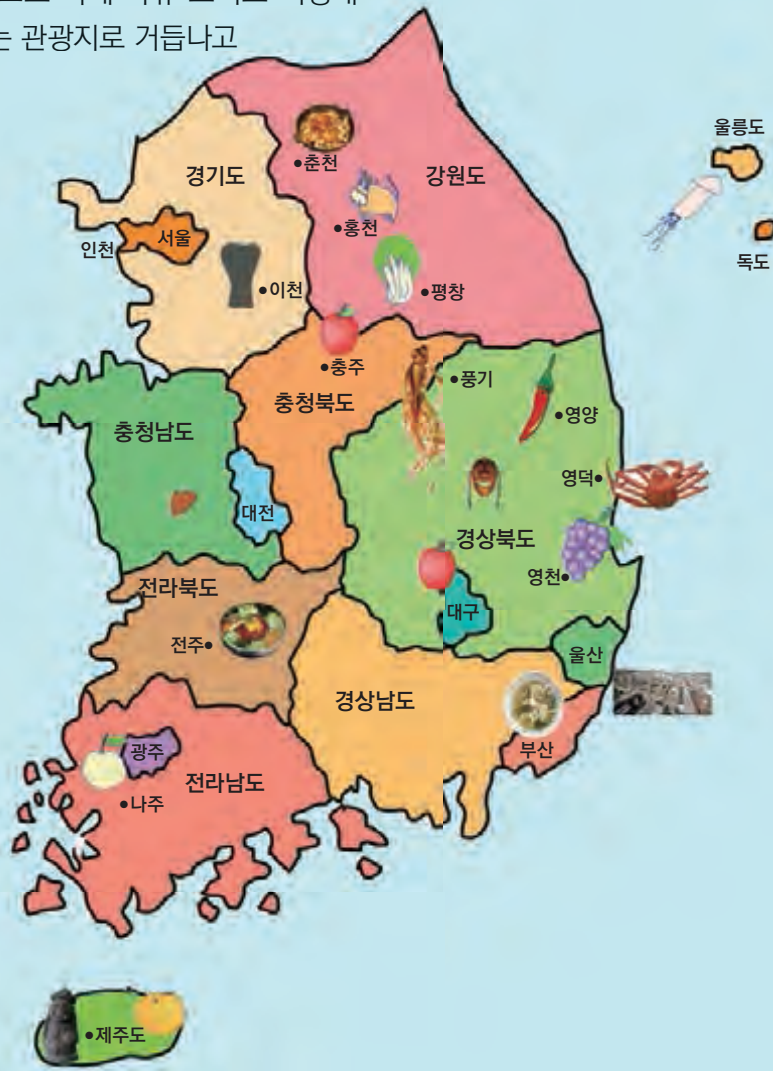 는 관광지로 거듭나고
울릉도
춘천
경기도
강원도
홍천
인천
서울
독도
이천
평창
충주
풍기
충청북도
영양
충청남도
영덕
대전
경상북도
영천
전라북도
대구
전주
울산
경상남도
부산
광주
전라남도
나주
제주도